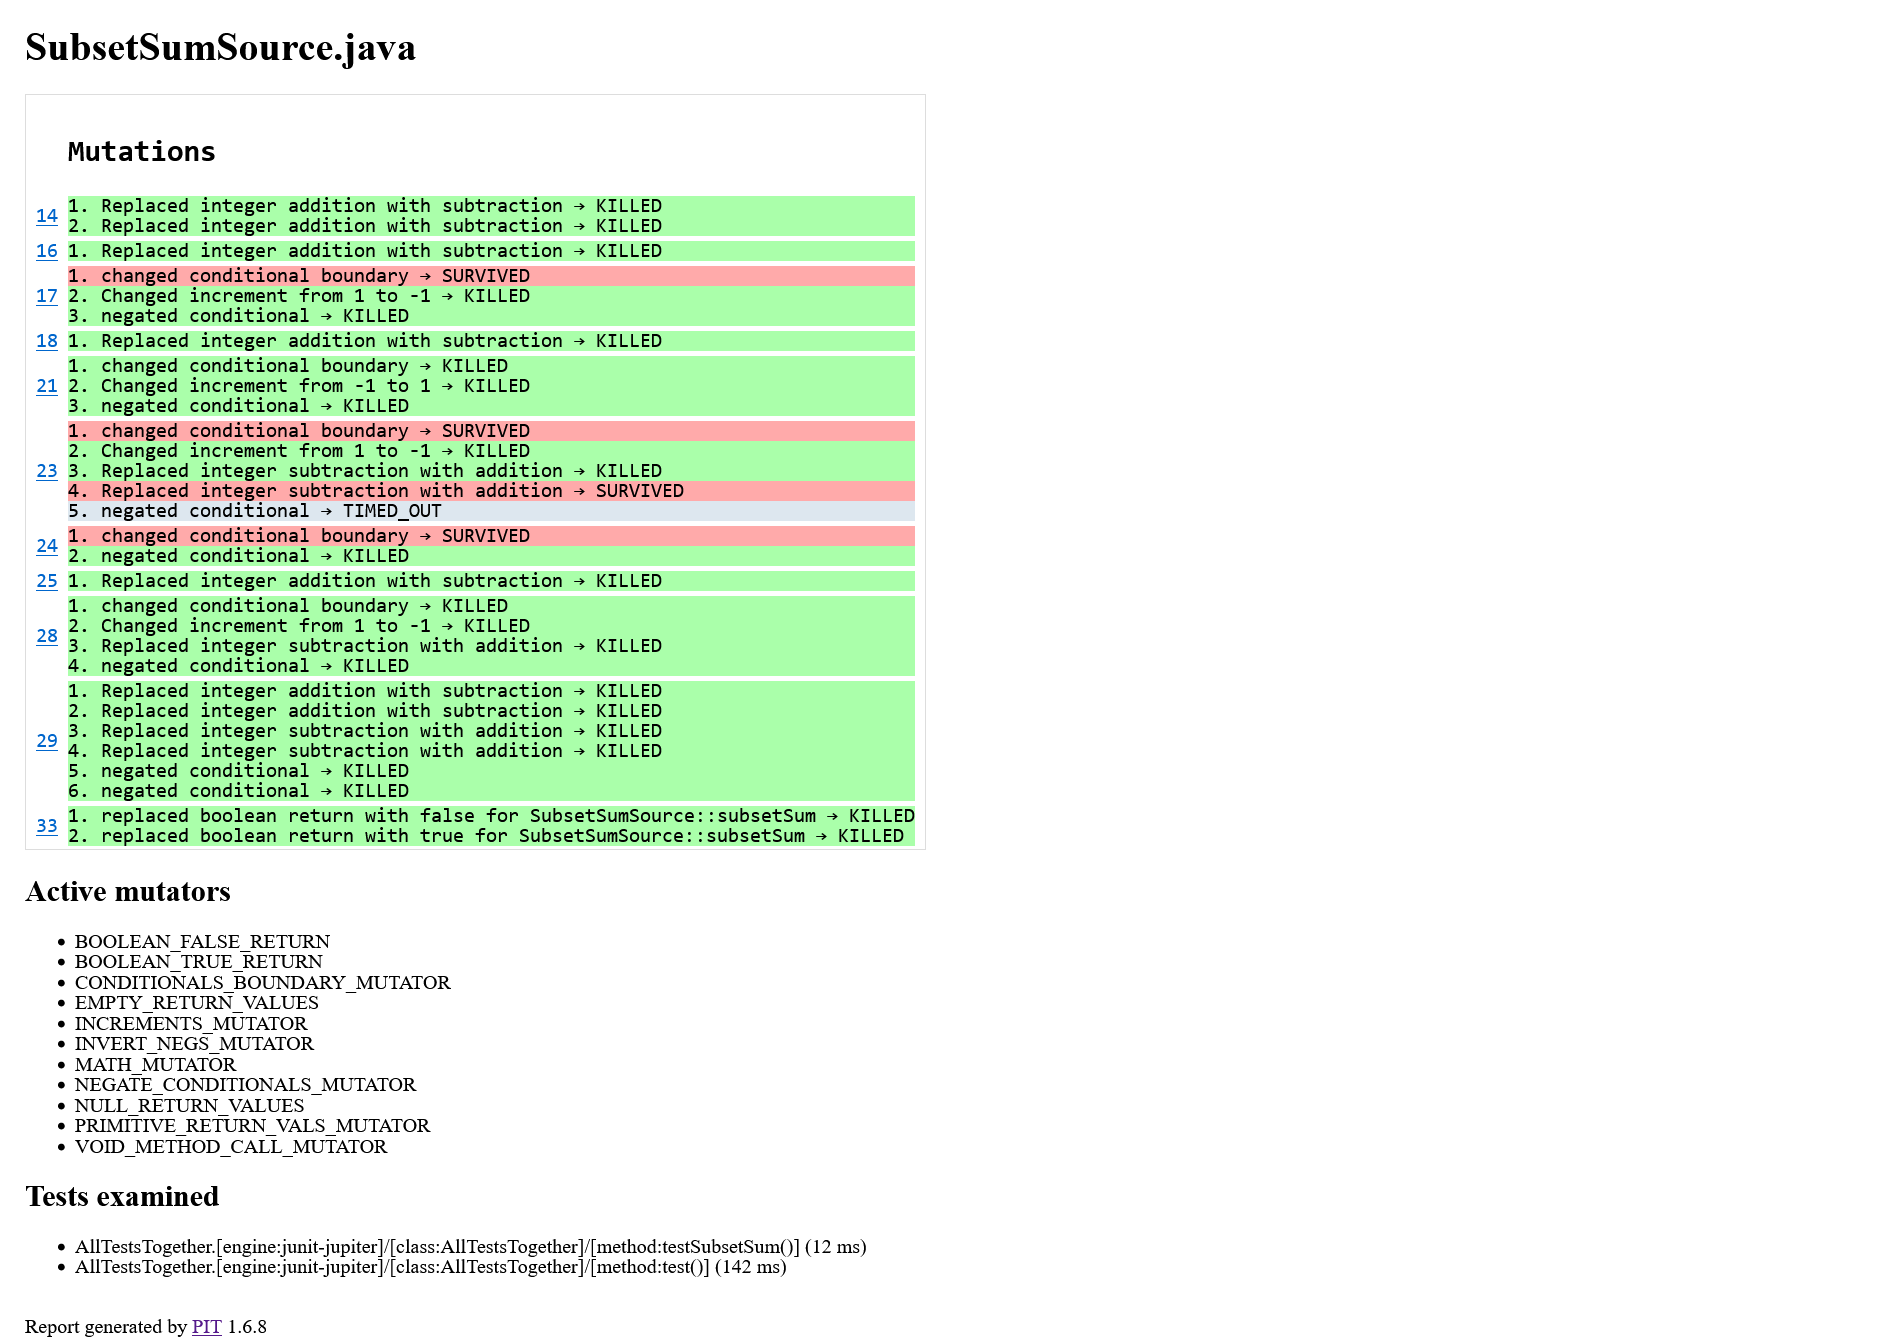 SubsetSumSource.java
Mutations
14
1. Replaced integer addition with subtraction → KILLED
2. Replaced integer addition with subtraction → KILLED
16
1. Replaced integer addition with subtraction → KILLED
17
1. changed conditional boundary → SURVIVED
2. Changed increment from 1 to -1 → KILLED
3. negated conditional → KILLED
18
1. Replaced integer addition with subtraction → KILLED
21
1. changed conditional boundary → KILLED
2. Changed increment from -1 to 1 → KILLED
3. negated conditional → KILLED
23
1. changed conditional boundary → SURVIVED
2. Changed increment from 1 to -1 → KILLED
3. Replaced integer subtraction with addition → KILLED
4. Replaced integer subtraction with addition → SURVIVED
5. negated conditional → TIMED_OUT
24
1. changed conditional boundary → SURVIVED
2. negated conditional → KILLED
25
1. Replaced integer addition with subtraction → KILLED
28
1. changed conditional boundary → KILLED
2. Changed increment from 1 to -1 → KILLED
3. Replaced integer subtraction with addition → KILLED
4. negated conditional → KILLED
29
1. Replaced integer addition with subtraction → KILLED
2. Replaced integer addition with subtraction → KILLED
3. Replaced integer subtraction with addition → KILLED
4. Replaced integer subtraction with addition → KILLED
5. negated conditional → KILLED
6. negated conditional → KILLED
33
1. replaced boolean return with false for SubsetSumSource::subsetSum → KILLED
2. replaced boolean return with true for SubsetSumSource::subsetSum → KILLED
Active mutators
• BOOLEAN_FALSE_RETURN
• BOOLEAN_TRUE_RETURN
• CONDITIONALS_BOUNDARY_MUTATOR
• EMPTY_RETURN_VALUES
• INCREMENTS_MUTATOR
• INVERT_NEGS_MUTATOR
• MATH_MUTATOR
• NEGATE_CONDITIONALS_MUTATOR
• NULL_RETURN_VALUES
• PRIMITIVE_RETURN_VALS_MUTATOR
• VOID_METHOD_CALL_MUTATOR
Tests examined
• AllTestsTogether.[engine:junit-jupiter]/[class:AllTestsTogether]/[method:testSubsetSum()] (12 ms)
• AllTestsTogether.[engine:junit-jupiter]/[class:AllTestsTogether]/[method:test()] (142 ms)
Report generated by PIT 1.6.8